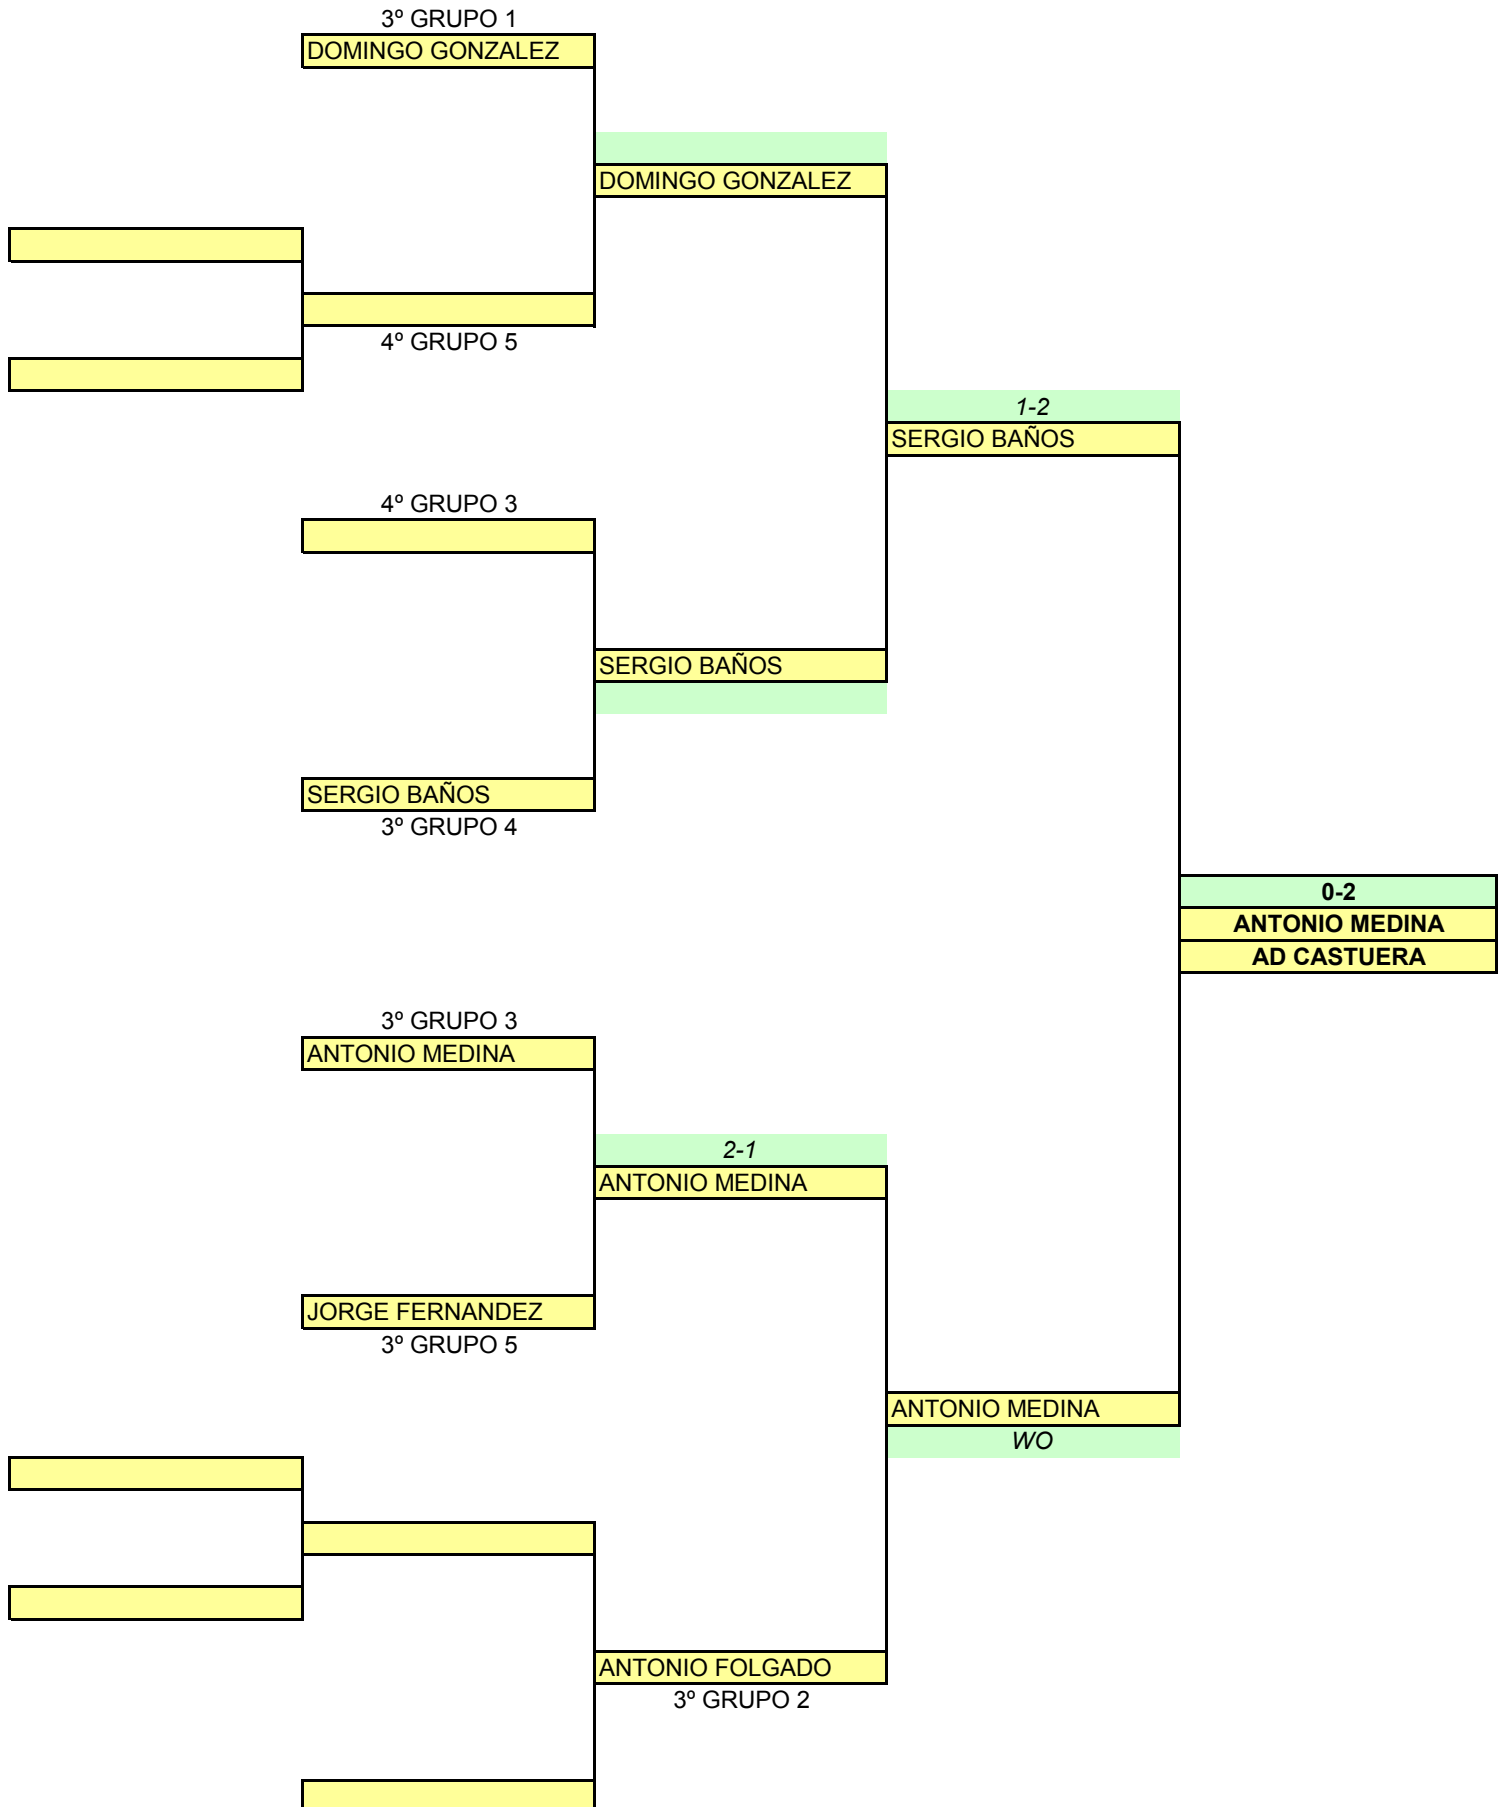 3º GRUPO 1
DOMINGO GONZALEZ
DOMINGO GONZALEZ
4º GRUPO 5
1-2
SERGIO BAÑOS
4º GRUPO 3
SERGIO BAÑOS
SERGIO BAÑOS
3º GRUPO 4
0-2
ANTONIO MEDINA
AD CASTUERA
3º GRUPO 3
ANTONIO MEDINA
2-1
ANTONIO MEDINA
JORGE FERNANDEZ
3º GRUPO 5
ANTONIO MEDINA
WO
ANTONIO FOLGADO
3º GRUPO 2